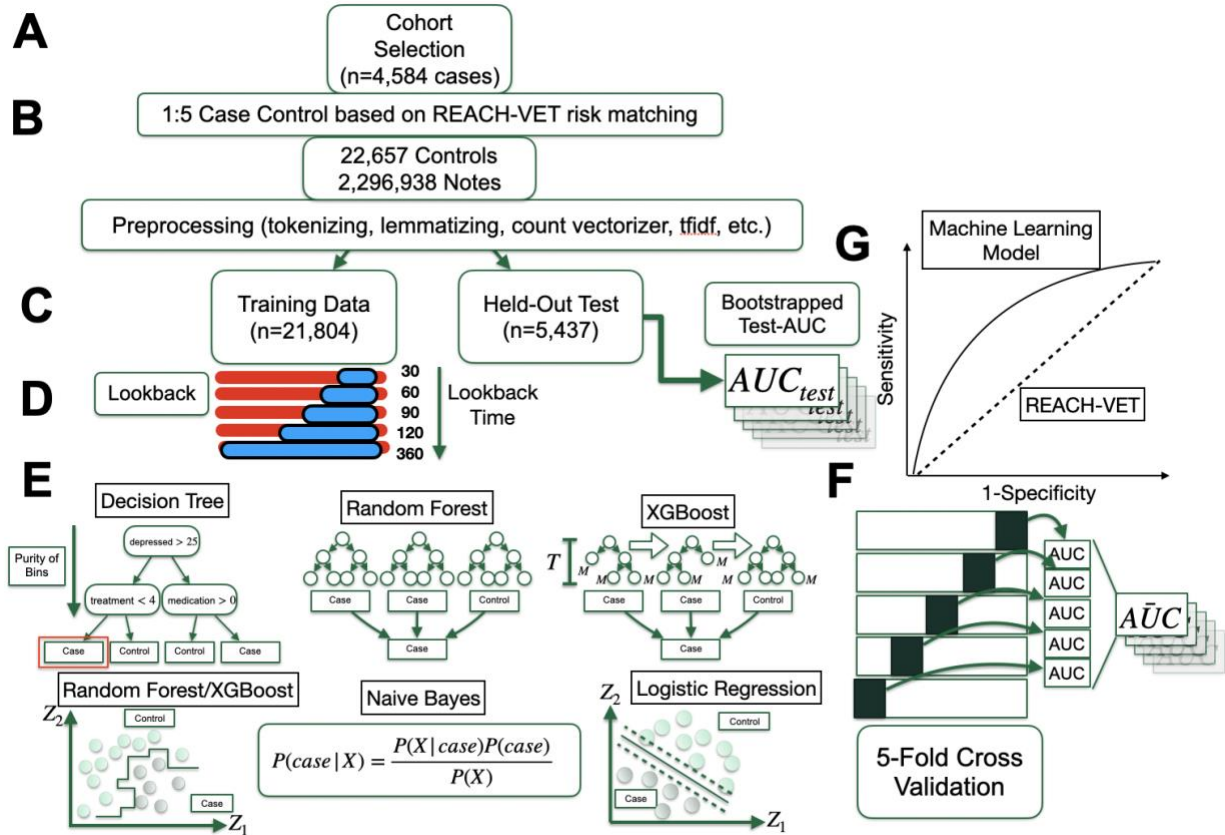 A
Cohort
Selection
(n=4,584 cases)
B
1:5 Case Control based on REACH-VET risk matching
22,657 Controls
2,296,938 Notes
Preprocessing (tokenizing, lemmatizing, count vectorizer, tfidf, etc.)
C
Training Data
(n=21,804)
Held-Out Test
(n=5,437)
Bootstrapped
Test-AUC
AUC_test
test
test
test
D
Lookback
30
60
90
120
360
Lookback
Time
G
Machine Learning
Model
Sensitivity
REACH-VET
1-Specificity
E
Decision Tree
Purity of
Bins
depressed > 25
treatment < 4
medication > 0
Case
Control
Control
Case
Random Forest
Case
Case
Control
Case
XGBoost
T
M
M
M
M
M
M
Case
Case
Control
Case
Random Forest/XGBoost
Z₂
Control
Case
Z₁
Naive Bayes
P(case|X) = P(X|case)P(case) / P(X)
Logistic Regression
Z₂
Control
Case
Z₁
F
AUC
AUC
AUC
AUC
AUC
AŪC
AUC
5-Fold Cross
Validation